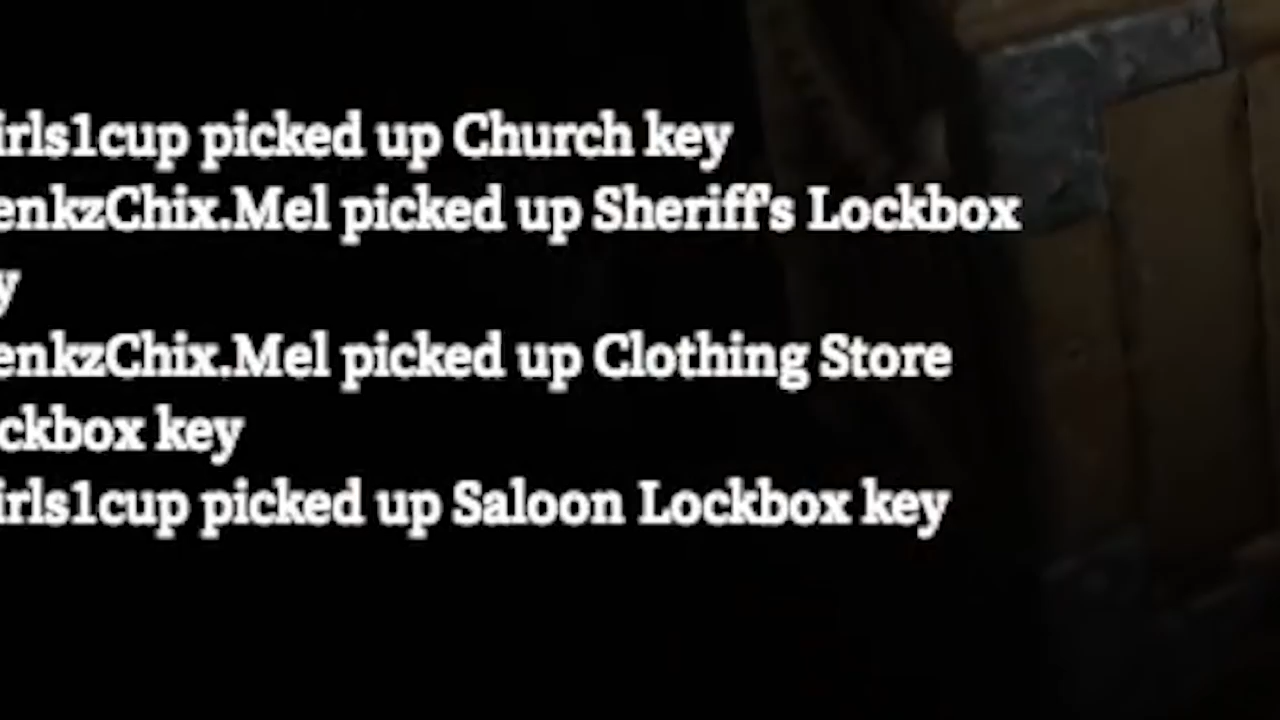 irls1cup picked up Church key
enkzChix.Mel picked up Sheriff's Lockbox
y
enkzChix.Mel picked up Clothing Store
ckbox key
irls1cup picked up Saloon Lockbox key